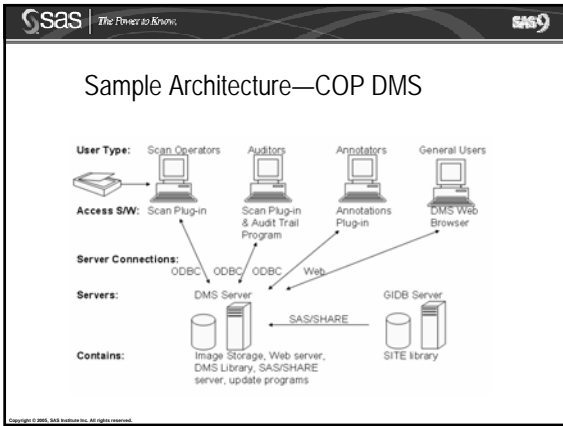 sas The Power to Know. SAS9
Sample Architecture—COP DMS
User Type: Scan Operators Auditors Annotators General Users
Access S/W: Scan Plug-in Scan Plug-in Annotations DMS Web
& Audit Trail Plug-in Browser
Program
Server Connections:
ODBC ODBC ODBC Web
Servers: DMS Server GIDB Server
SAS/SHARE
Contains: Image Storage, Web server, SITE library
DMS Library, SAS/SHARE
server, update programs
Copyright © 2005, SAS Institute Inc. All rights reserved.